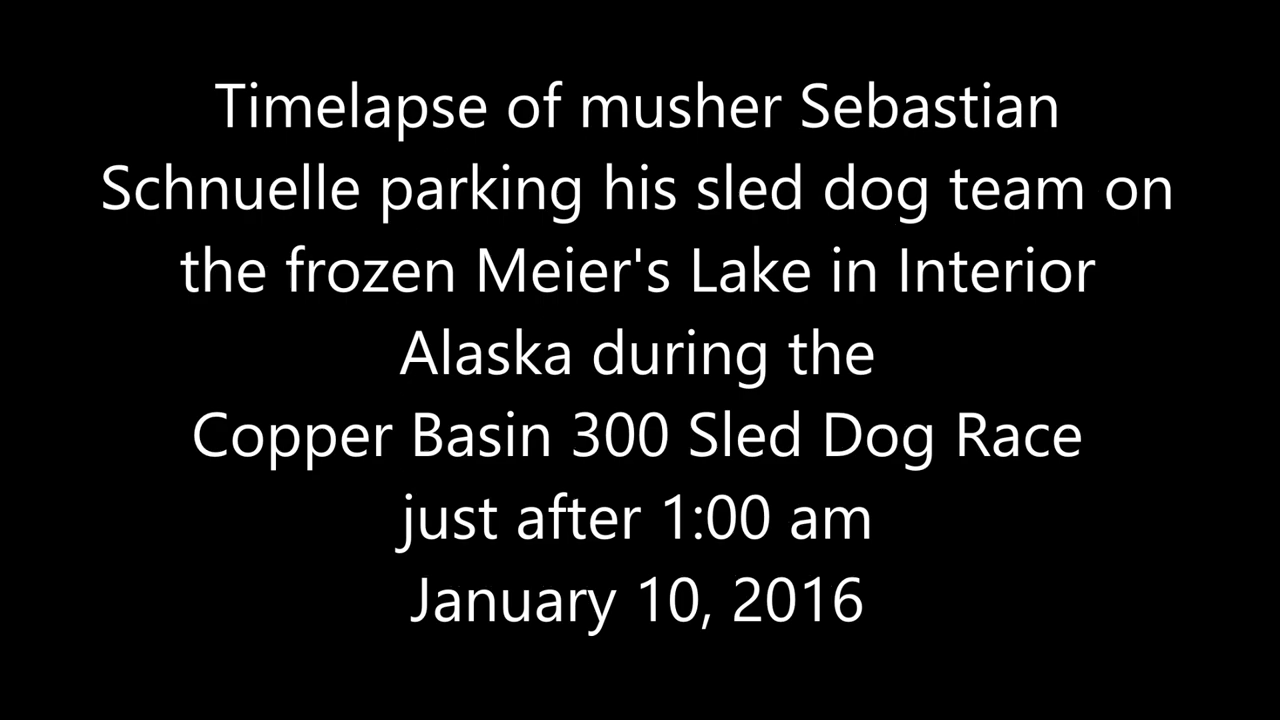 Timelapse of musher Sebastian
Schnuelle parking his sled dog team on
the frozen Meier's Lake in Interior
Alaska during the
Copper Basin 300 Sled Dog Race
just after 1:00 am
January 10, 2016